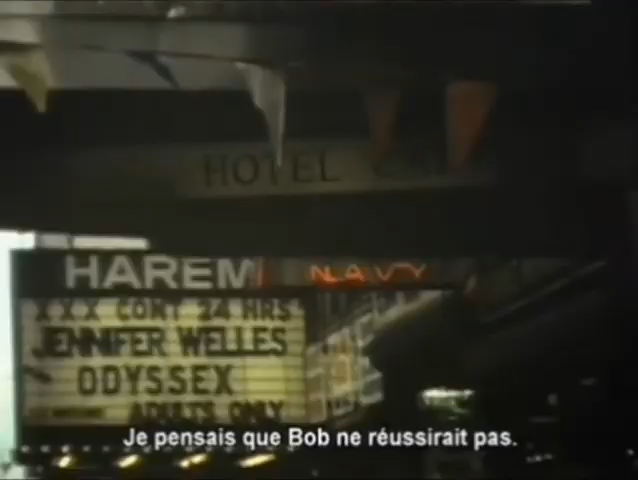 HOTEL
HAREM
NAVY
XXX CONT 24 HRS
JENNIFER WELLES
ODYSSEX
ADULTS ONLY
Je pensais que Bob ne réussirait pas.